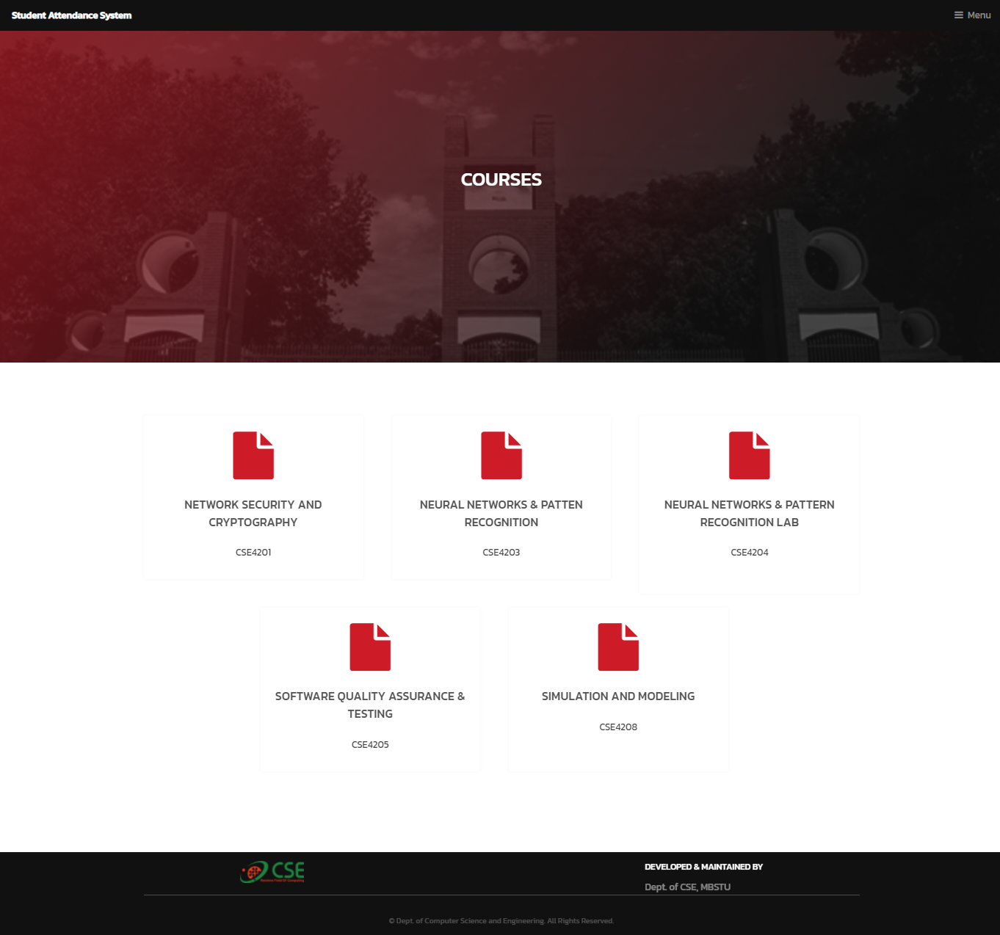 Student Attendance System
Menu
COURSES
NETWORK SECURITY AND
CRYPTOGRAPHY
CSE4201
NEURAL NETWORKS & PATTEN
RECOGNITION
CSE4203
NEURAL NETWORKS & PATTERN
RECOGNITION LAB
CSE4204
SOFTWARE QUALITY ASSURANCE &
TESTING
CSE4205
SIMULATION AND MODELING
CSE4208
CSE
DEVELOPED & MAINTAINED BY
Dept. of CSE, MBSTU
© Dept. of Computer Science and Engineering. All Rights Reserved.